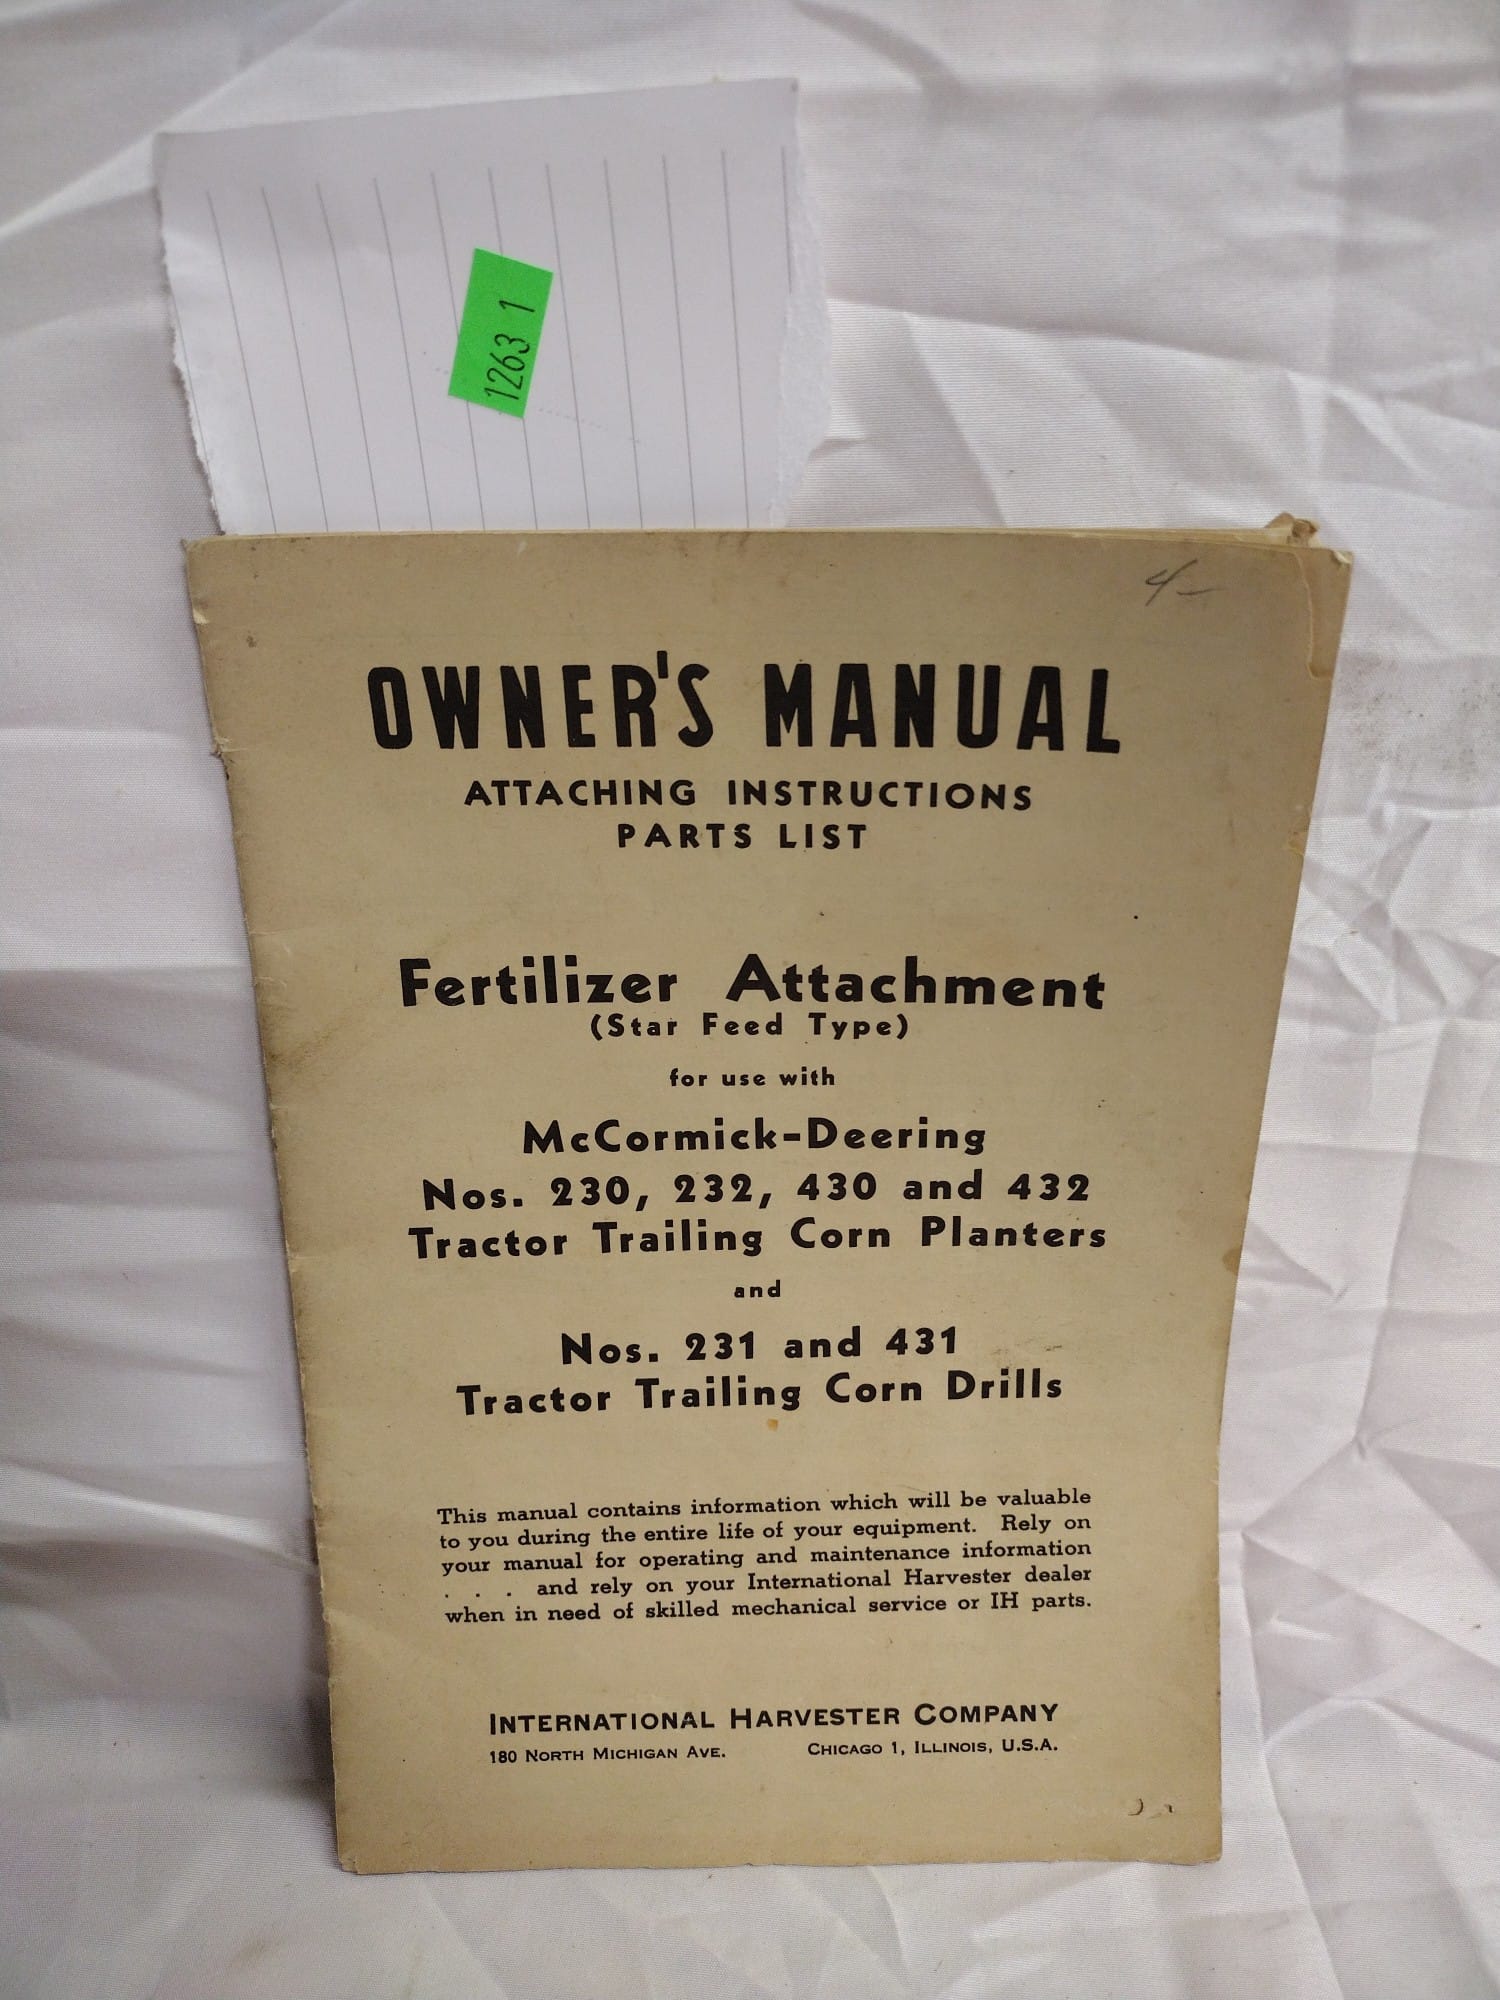 1263 1
4-
OWNER'S MANUAL
ATTACHING INSTRUCTIONS
PARTS LIST
Fertilizer Attachment
(Star Feed Type)
for use with
McCormick-Deering
Nos. 230, 232, 430 and 432
Tractor Trailing Corn Planters
and
Nos. 231 and 431
Tractor Trailing Corn Drills
This manual contains information which will be valuable
to you during the entire life of your equipment. Rely on
your manual for operating and maintenance information
. . . and rely on your International Harvester dealer
when in need of skilled mechanical service or IH parts.
INTERNATIONAL HARVESTER COMPANY
180 NORTH MICHIGAN AVE. CHICAGO 1, ILLINOIS, U.S.A.